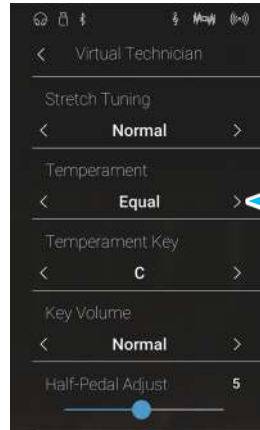 Virtual Technician
Stretch Tuning
Normal
Temperament
Equal
Temperament Key
C
Key Volume
Normal
Half-Pedal Adjust 5